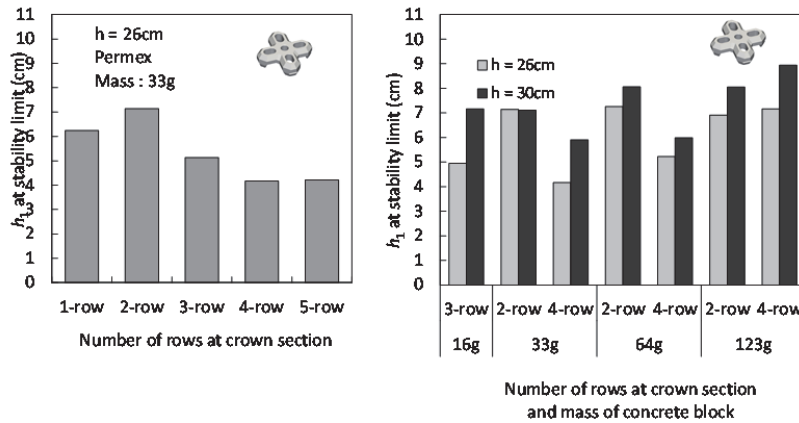 11
10
9
8
7
6
5
4
3
2
1
0
h₁ at stability limit (cm)
h = 26cm
Permex
Mass : 33g
1-row 2-row 3-row 4-row 5-row
Number of rows at crown section
11
10
9
8
7
6
5
4
3
2
1
0
h₁ at stability limit (cm)
h = 26cm
h = 30cm
3-row 2-row 4-row 2-row 4-row 2-row 4-row
16g 33g 64g 123g
Number of rows at crown section
and mass of concrete block